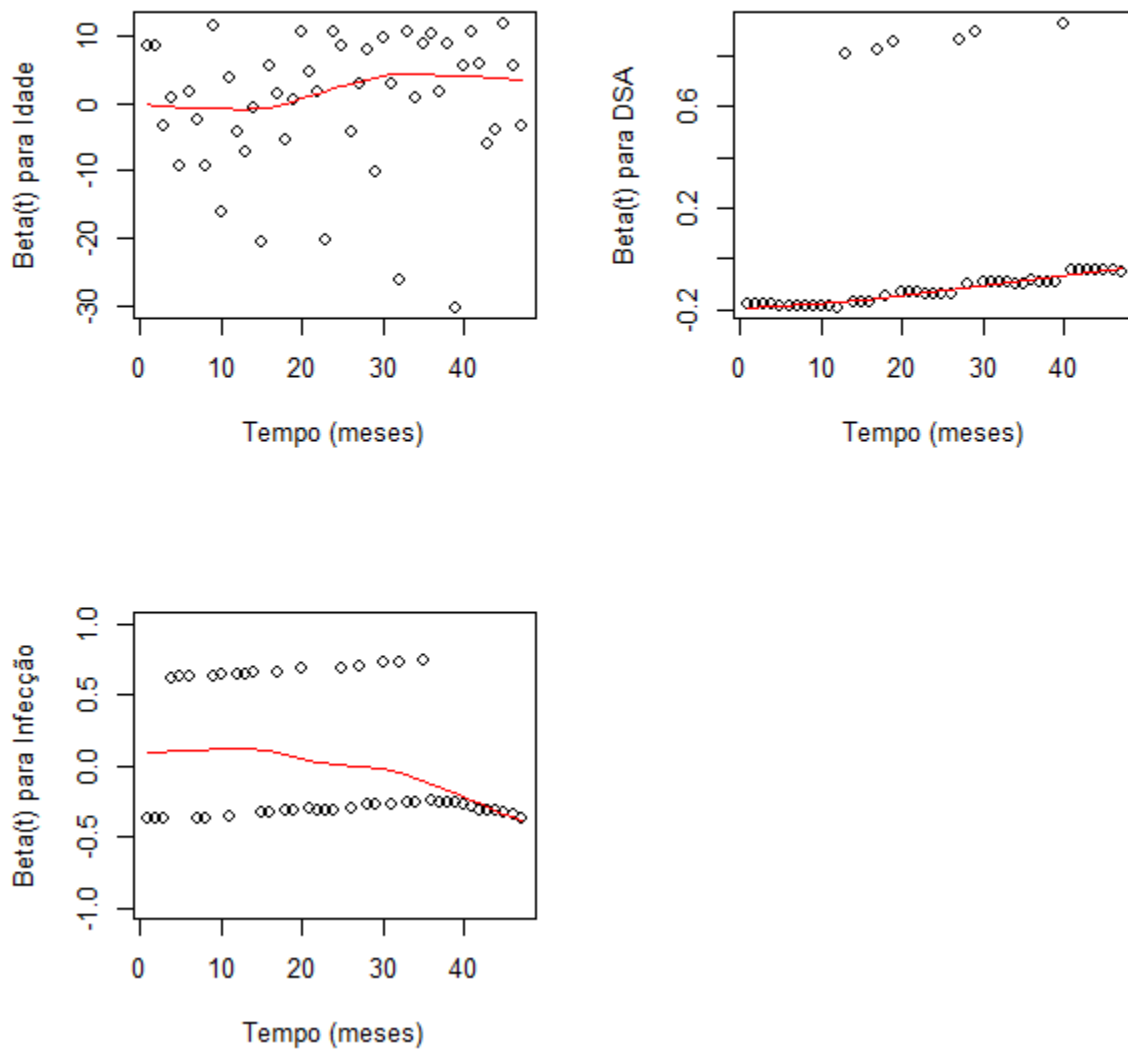 Beta(t) para Idade
10
0
-10
-20
-30
0 10 20 30 40
Tempo (meses)
Beta(t) para DSA
0.6
0.2
-0.2
0 10 20 30 40
Tempo (meses)
Beta(t) para Infecção
1.0
0.5
0.0
-0.5
-1.0
0 10 20 30 40
Tempo (meses)